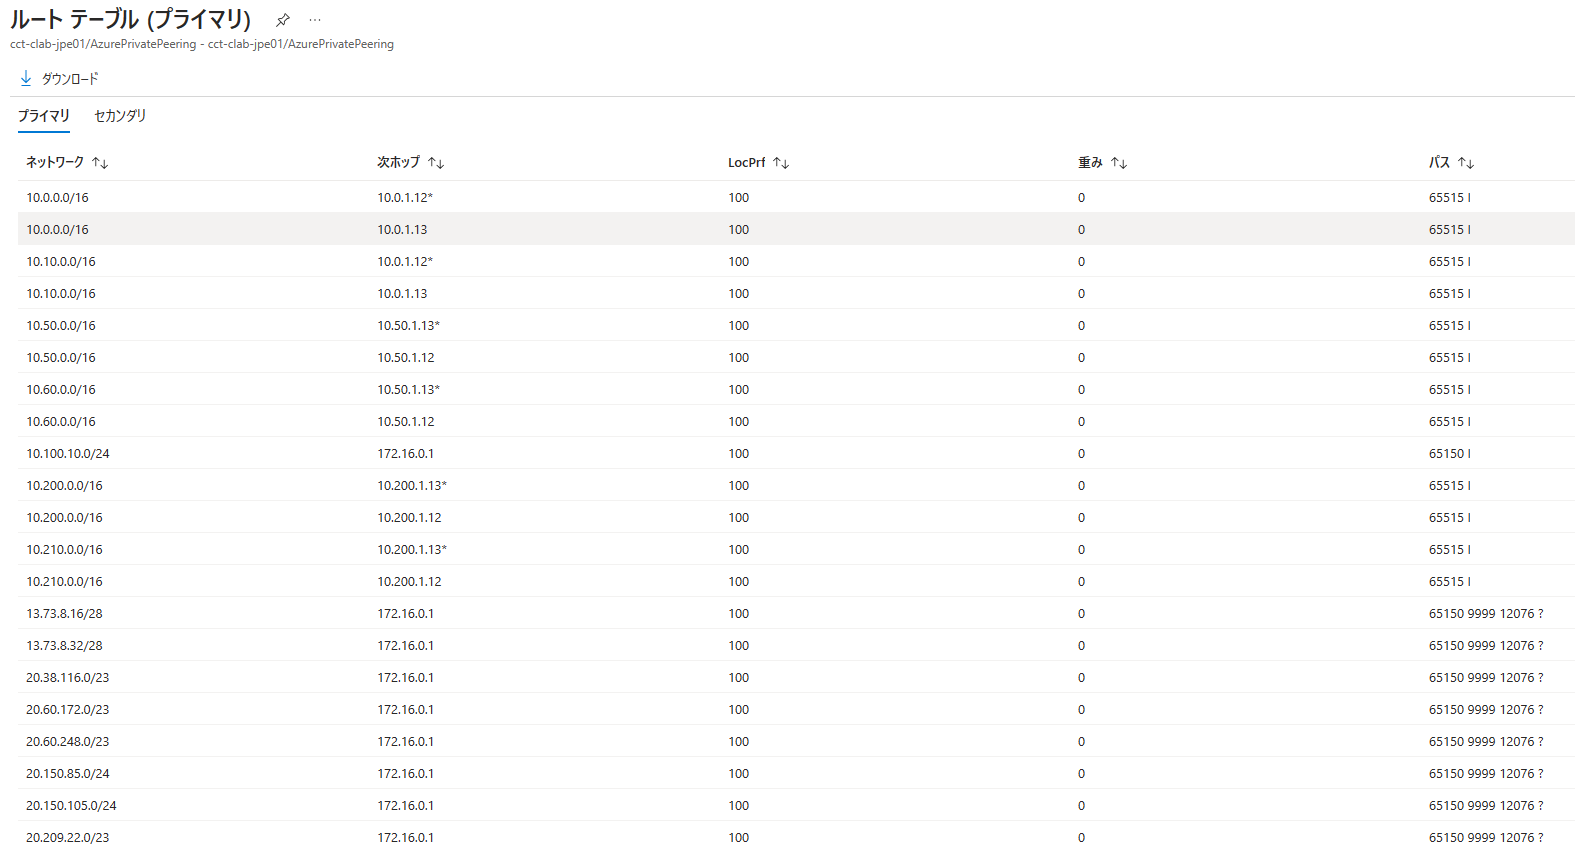 ルート テーブル (プライマリ) ...
cct-clab-jpe01/AzurePrivatePeering - cct-clab-jpe01/AzurePrivatePeering
ダウンロード
プライマリ セカンダリ
ネットワーク ↑↓ 次ホップ ↑↓ LocPrf ↑↓ 重み ↑↓ パス ↑↓
10.0.0.0/16 10.0.1.12* 100 0 65515 I
10.0.0.0/16 10.0.1.13 100 0 65515 I
10.10.0.0/16 10.0.1.12* 100 0 65515 I
10.10.0.0/16 10.0.1.13 100 0 65515 I
10.50.0.0/16 10.50.1.13* 100 0 65515 I
10.50.0.0/16 10.50.1.12 100 0 65515 I
10.60.0.0/16 10.50.1.13* 100 0 65515 I
10.60.0.0/16 10.50.1.12 100 0 65515 I
10.100.10.0/24 172.16.0.1 100 0 65150 I
10.200.0.0/16 10.200.1.13* 100 0 65515 I
10.200.0.0/16 10.200.1.12 100 0 65515 I
10.210.0.0/16 10.200.1.13* 100 0 65515 I
10.210.0.0/16 10.200.1.12 100 0 65515 I
13.73.8.16/28 172.16.0.1 100 0 65150 9999 12076 ?
13.73.8.32/28 172.16.0.1 100 0 65150 9999 12076 ?
20.38.116.0/23 172.16.0.1 100 0 65150 9999 12076 ?
20.60.172.0/23 172.16.0.1 100 0 65150 9999 12076 ?
20.60.248.0/23 172.16.0.1 100 0 65150 9999 12076 ?
20.150.85.0/24 172.16.0.1 100 0 65150 9999 12076 ?
20.150.105.0/24 172.16.0.1 100 0 65150 9999 12076 ?
20.209.22.0/23 172.16.0.1 100 0 65150 9999 12076 ?